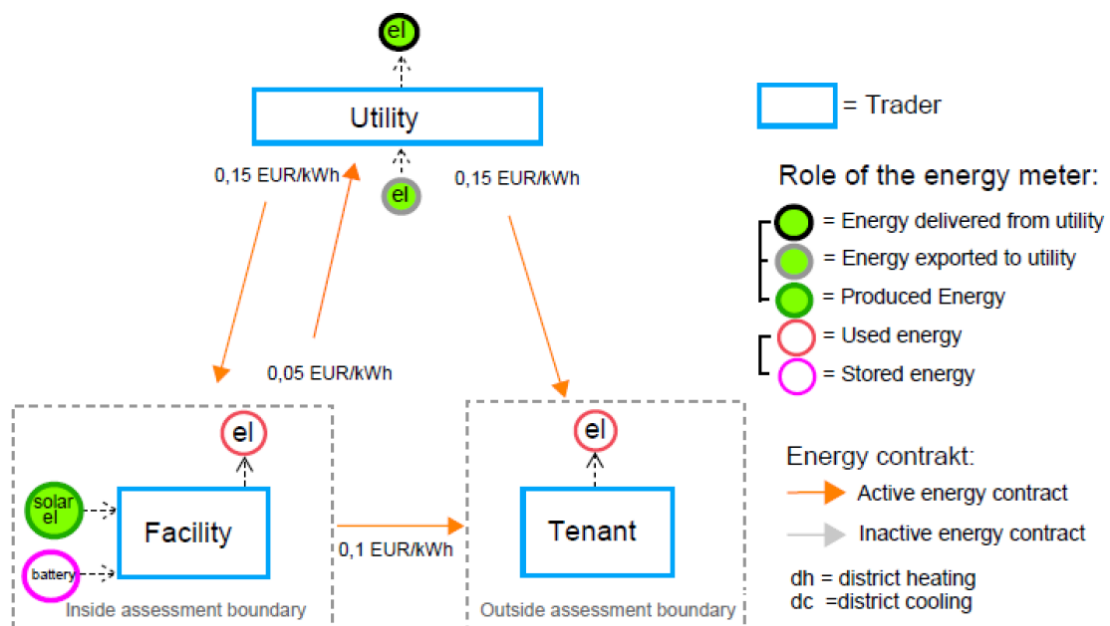 el
Utility
0,15 EUR/kWh
el
0,15 EUR/kWh
0,05 EUR/kWh
el
solar
el
Facility
battery
Inside assessment boundary
0,1 EUR/kWh
el
Tenant
Outside assessment boundary
= Trader
Role of the energy meter:
= Energy delivered from utility
= Energy exported to utility
= Produced Energy
= Used energy
= Stored energy
Energy contrakt:
Active energy contract
Inactive energy contract
dh = district heating
dc =district cooling